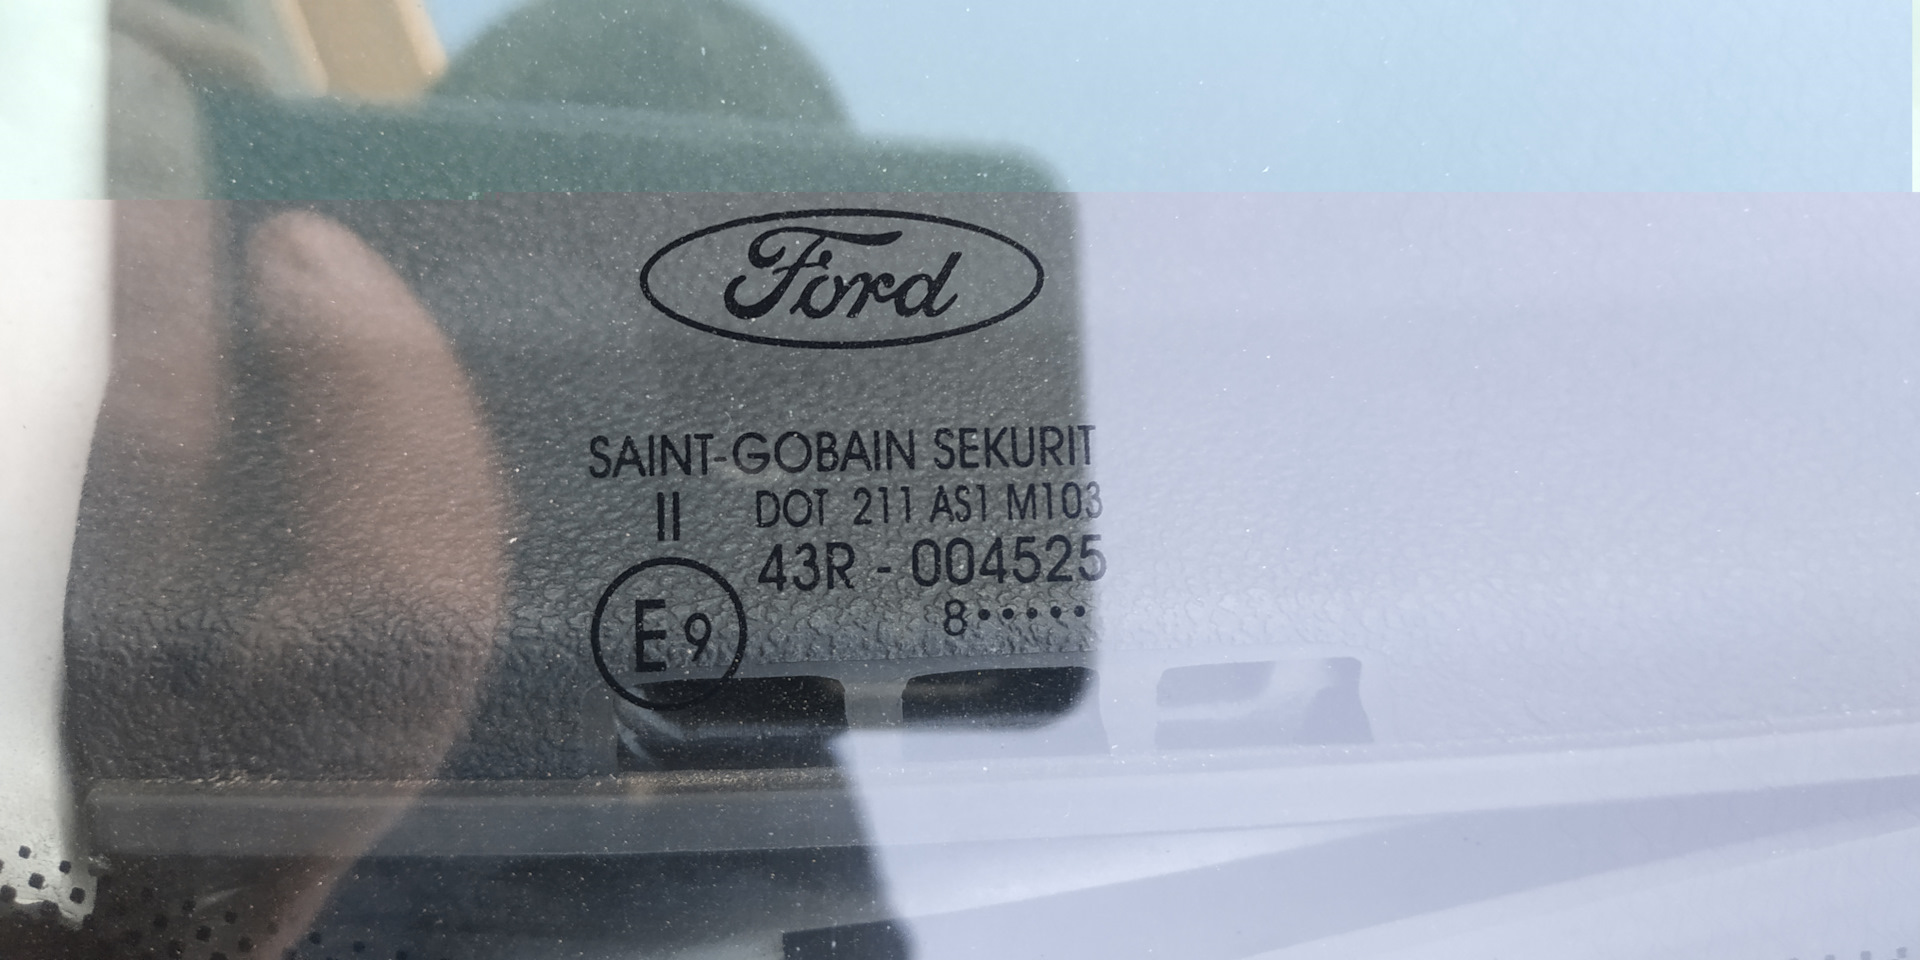 Ford
SAINT-GOBAIN SEKURIT
II DOT 211 AS1 M103
43R - 004525
E9 8•••••